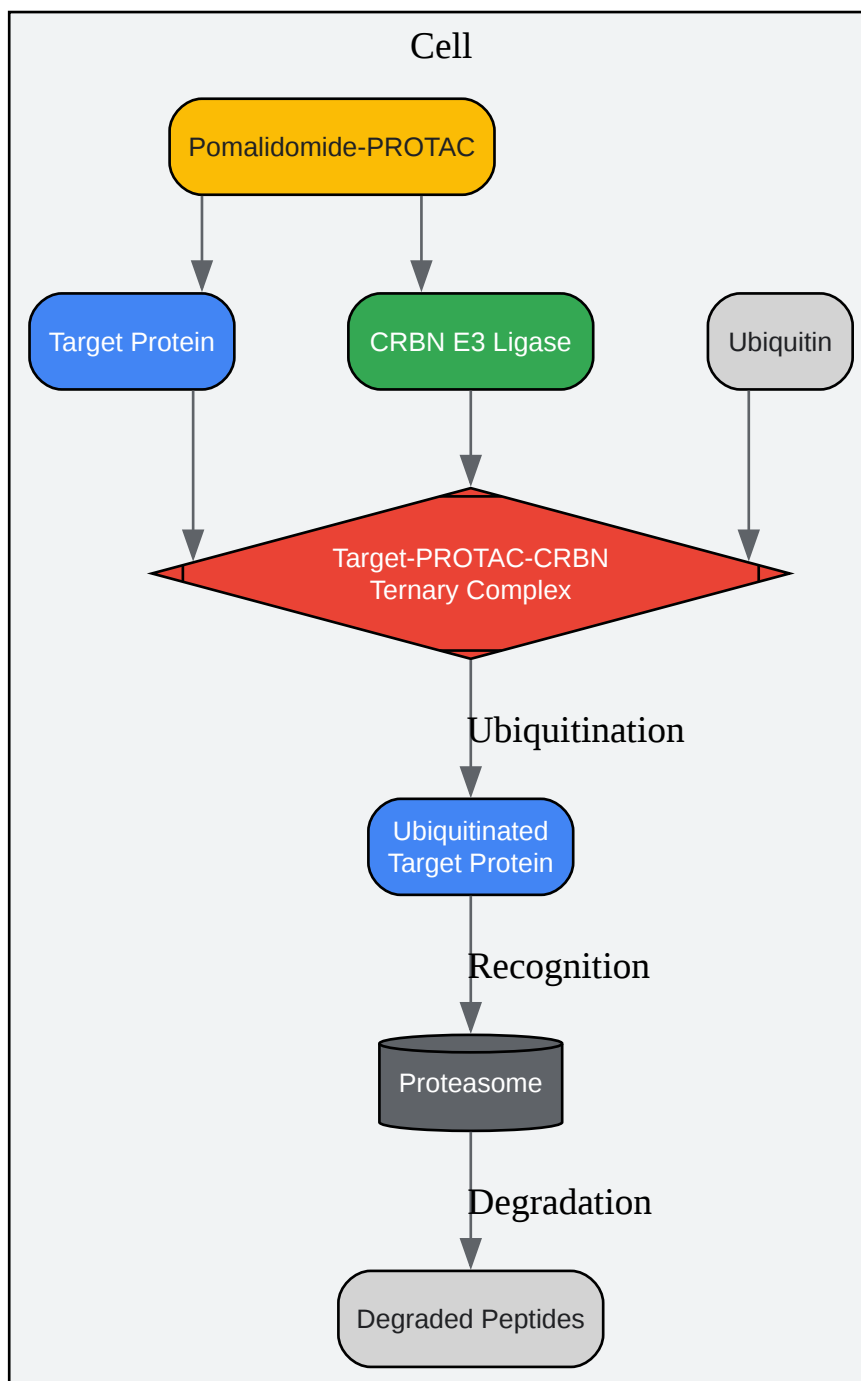 Cell
Pomalidomide-PROTAC
Target Protein
CRBN E3 Ligase
Ubiquitin
Target-PROTAC-CRBN
Ternary Complex
Ubiquitination
Ubiquitinated
Target Protein
Recognition
Proteasome
Degradation
Degraded Peptides